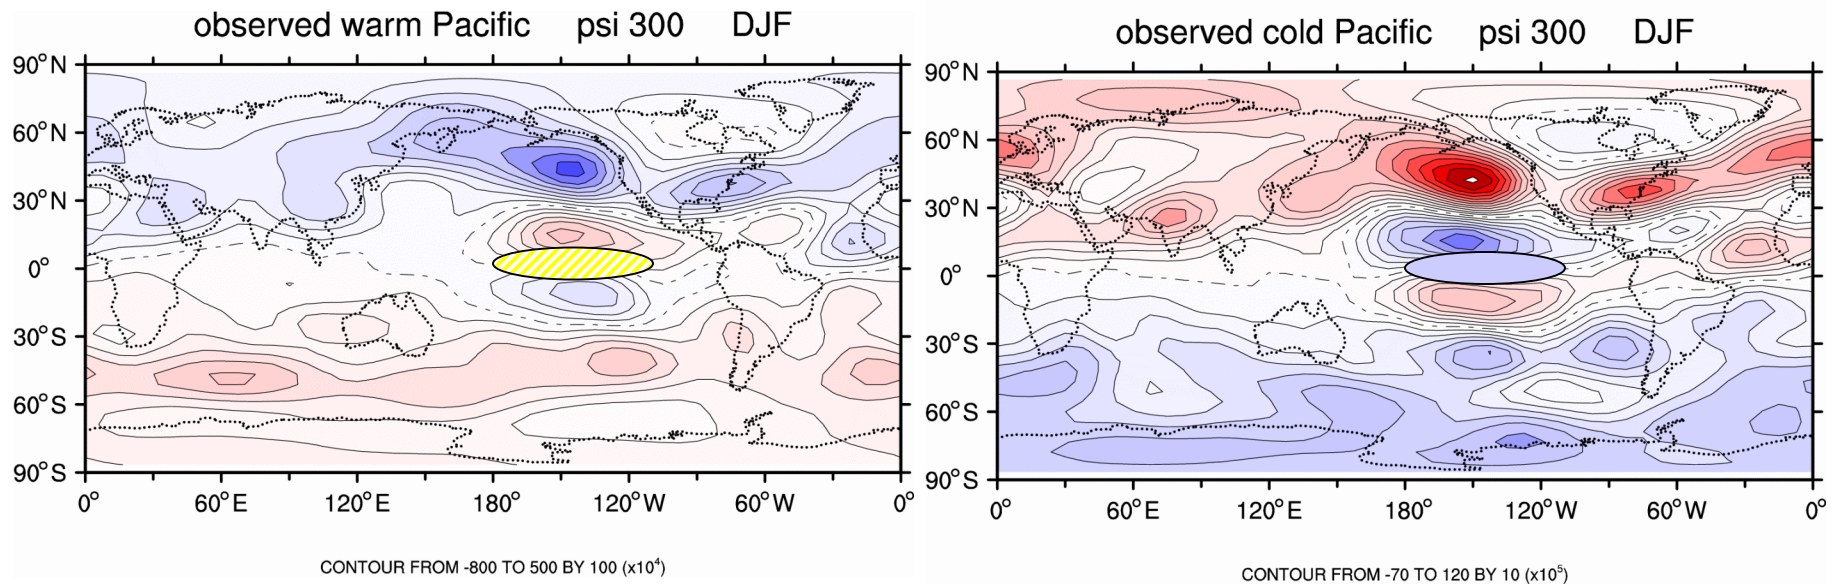 observed warm Pacific psi 300 DJF
90°N
60°N
30°N
0°
30°S
60°S
90°S
0° 60°E 120°E 180° 120°W 60°W 0°
CONTOUR FROM -800 TO 500 BY 100 (x10⁴)
observed cold Pacific psi 300 DJF
90°N
60°N
30°N
0°
30°S
60°S
90°S
0° 60°E 120°E 180° 120°W 60°W 0°
CONTOUR FROM -70 TO 120 BY 10 (x10⁵)